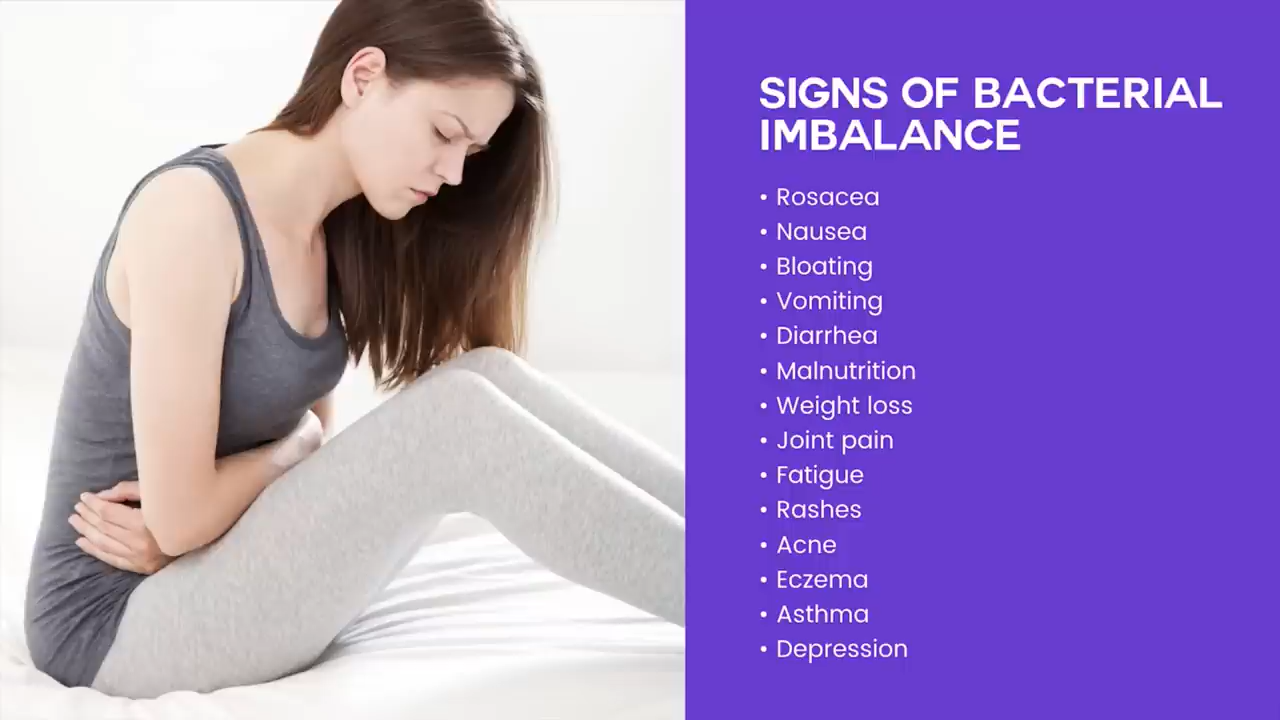 SIGNS OF BACTERIAL
IMBALANCE
• Rosacea
• Nausea
• Bloating
• Vomiting
• Diarrhea
• Malnutrition
• Weight loss
• Joint pain
• Fatigue
• Rashes
• Acne
• Eczema
• Asthma
• Depression